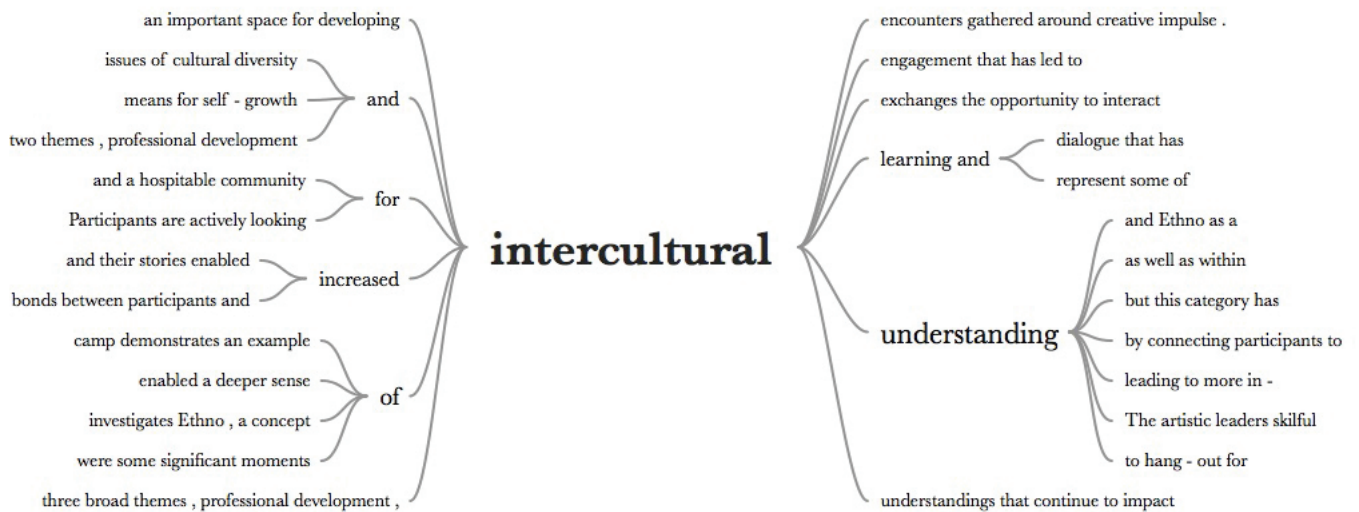 an important space for developing
issues of cultural diversity
means for self - growth
two themes , professional development
and
and a hospitable community
Participants are actively looking
for
and their stories enabled
bonds between participants and
increased
camp demonstrates an example
enabled a deeper sense
investigates Ethno , a concept
were some significant moments
of
three broad themes , professional development ,
intercultural
encounters gathered around creative impulse .
engagement that has led to
exchanges the opportunity to interact
learning and
dialogue that has
represent some of
understanding
and Ethno as a
as well as within
but this category has
by connecting participants to
leading to more in -
The artistic leaders skilful
to hang - out for
understandings that continue to impact